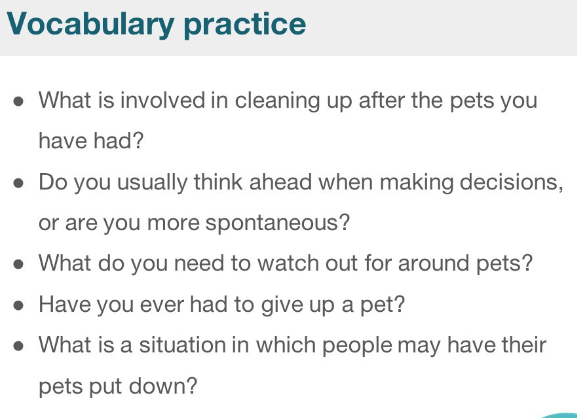 Vocabulary practice
● What is involved in cleaning up after the pets you
have had?
● Do you usually think ahead when making decisions,
or are you more spontaneous?
● What do you need to watch out for around pets?
● Have you ever had to give up a pet?
● What is a situation in which people may have their
pets put down?